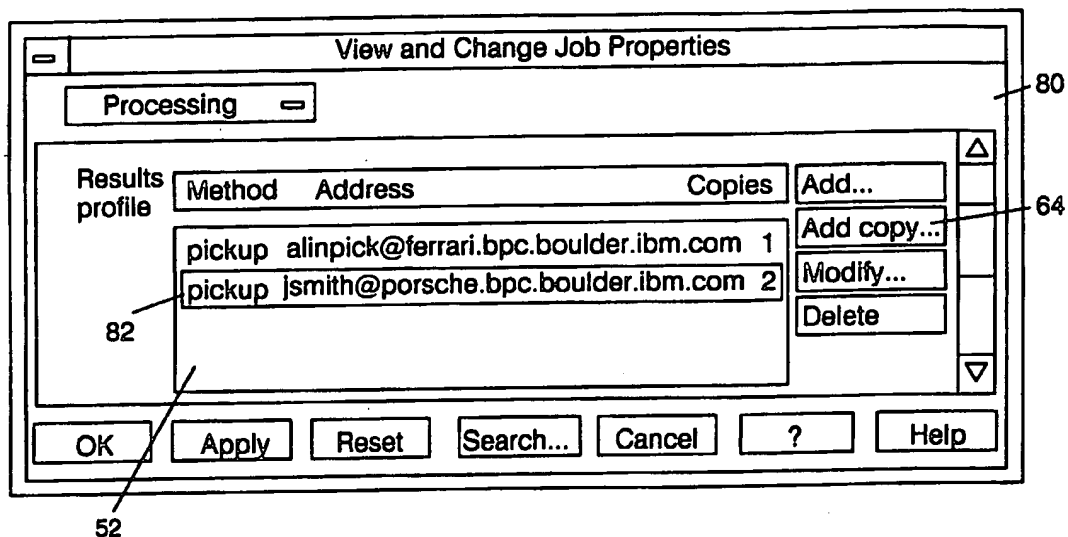 View and Change Job Properties
80
Processing
Results profile
Method Address Copies
Add...
64
Add copy...
pickup alinpick@ferrari.bpc.boulder.ibm.com 1
pickup jsmith@porsche.bpc.boulder.ibm.com 2
Modify...
82
Delete
OK Apply Reset Search... Cancel ? Help
52